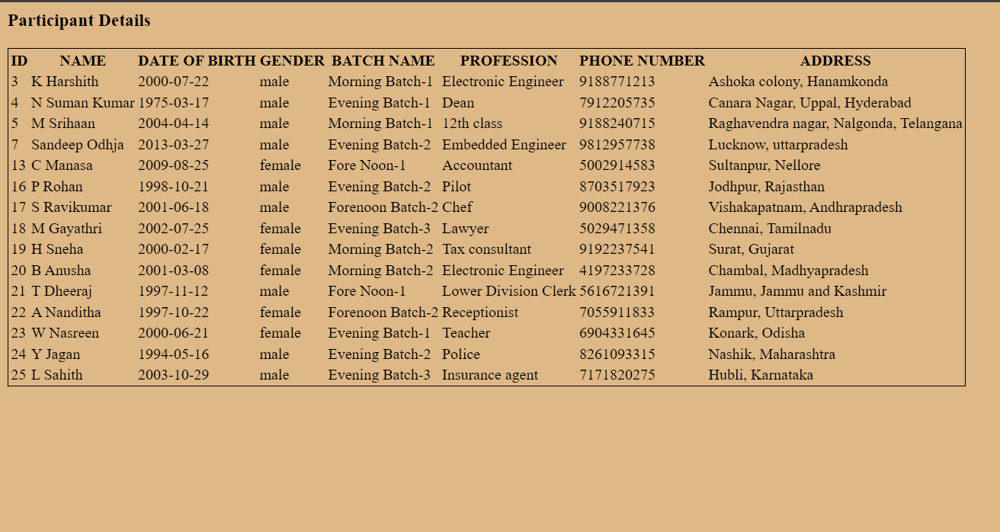 Participant Details
ID NAME DATE OF BIRTH GENDER BATCH NAME PROFESSION PHONE NUMBER ADDRESS
3 K Harshith 2000-07-22 male Morning Batch-1 Electronic Engineer 9188771213 Ashoka colony, Hanamkonda
4 N Suman Kumar 1975-03-17 male Evening Batch-1 Dean 7912205735 Canara Nagar, Uppal, Hyderabad
5 M Srihaan 2004-04-14 male Morning Batch-1 12th class 9188240715 Raghavendra nagar, Nalgonda, Telangana
7 Sandeep Odhja 2013-03-27 male Evening Batch-2 Embedded Engineer 9812957738 Lucknow, uttarpradesh
13 C Manasa 2009-08-25 female Fore Noon-1 Accountant 5002914583 Sultanpur, Nellore
16 P Rohan 1998-10-21 male Evening Batch-2 Pilot 8703517923 Jodhpur, Rajasthan
17 S Ravikumar 2001-06-18 male Forenoon Batch-2 Chef 9008221376 Vishakapatnam, Andhrapradesh
18 M Gayathri 2002-07-25 female Evening Batch-3 Lawyer 5029471358 Chennai, Tamilnadu
19 H Sneha 2000-02-17 female Morning Batch-2 Tax consultant 9192237541 Surat, Gujarat
20 B Anusha 2001-03-08 female Morning Batch-2 Electronic Engineer 4197233728 Chambal, Madhyapradesh
21 T Dheeraj 1997-11-12 male Fore Noon-1 Lower Division Clerk 5616721391 Jammu, Jammu and Kashmir
22 A Nanditha 1997-10-22 female Forenoon Batch-2 Receptionist 7055911833 Rampur, Uttarpradesh
23 W Nasreen 2000-06-21 female Evening Batch-1 Teacher 6904331645 Konark, Odisha
24 Y Jagan 1994-05-16 male Evening Batch-2 Police 8261093315 Nashik, Maharashtra
25 L Sahith 2003-10-29 male Evening Batch-3 Insurance agent 7171820275 Hubli, Karnataka